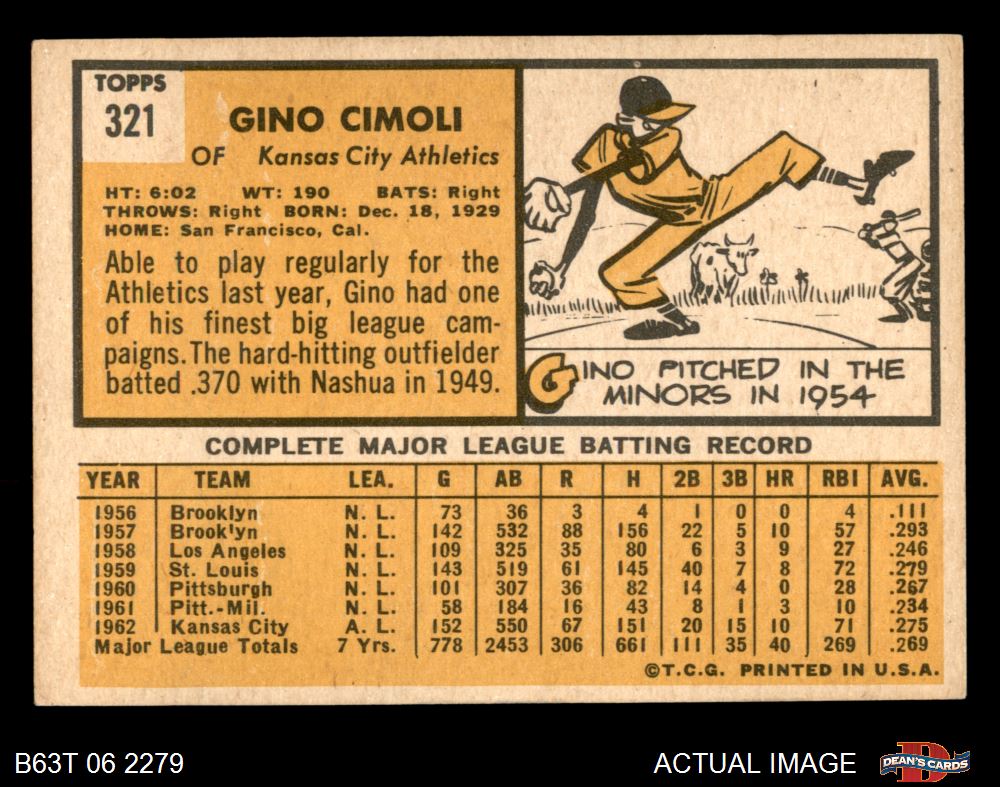 TOPPS
321
GINO CIMOLI
OF Kansas City Athletics
HT: 6:02 WT: 190 BATS: Right
THROWS: Right BORN: Dec. 18, 1929
HOME: San Francisco, Cal.
Able to play regularly for the
Athletics last year, Gino had one
of his finest big league cam-
paigns. The hard-hitting outfielder
batted .370 with Nashua in 1949.
GINO PITCHED IN THE
MINORS IN 1954
COMPLETE MAJOR LEAGUE BATTING RECORD
YEAR TEAM LEA. G AB R H 2B 3B HR RBI AVG.
1956 Brooklyn N. L. 73 36 3 4 1 0 0 4 .111
1957 Brooklyn N. L. 142 532 88 156 22 5 10 57 .293
1958 Los Angeles N. L. 109 325 35 80 6 3 9 27 .246
1959 St. Louis N. L. 143 519 61 145 40 7 8 72 .279
1960 Pittsburgh N. L. 101 307 36 82 14 4 0 28 .267
1961 Pitt.-Mil. N. L. 58 184 16 43 8 1 3 10 .234
1962 Kansas City A. L. 152 550 67 151 20 15 10 71 .275
Major League Totals 7 Yrs. 778 2453 306 661 111 35 40 269 .269
©T.C.G. PRINTED IN U.S.A.
B63T 06 2279
ACTUAL IMAGE
D
DEAN'S CARDS